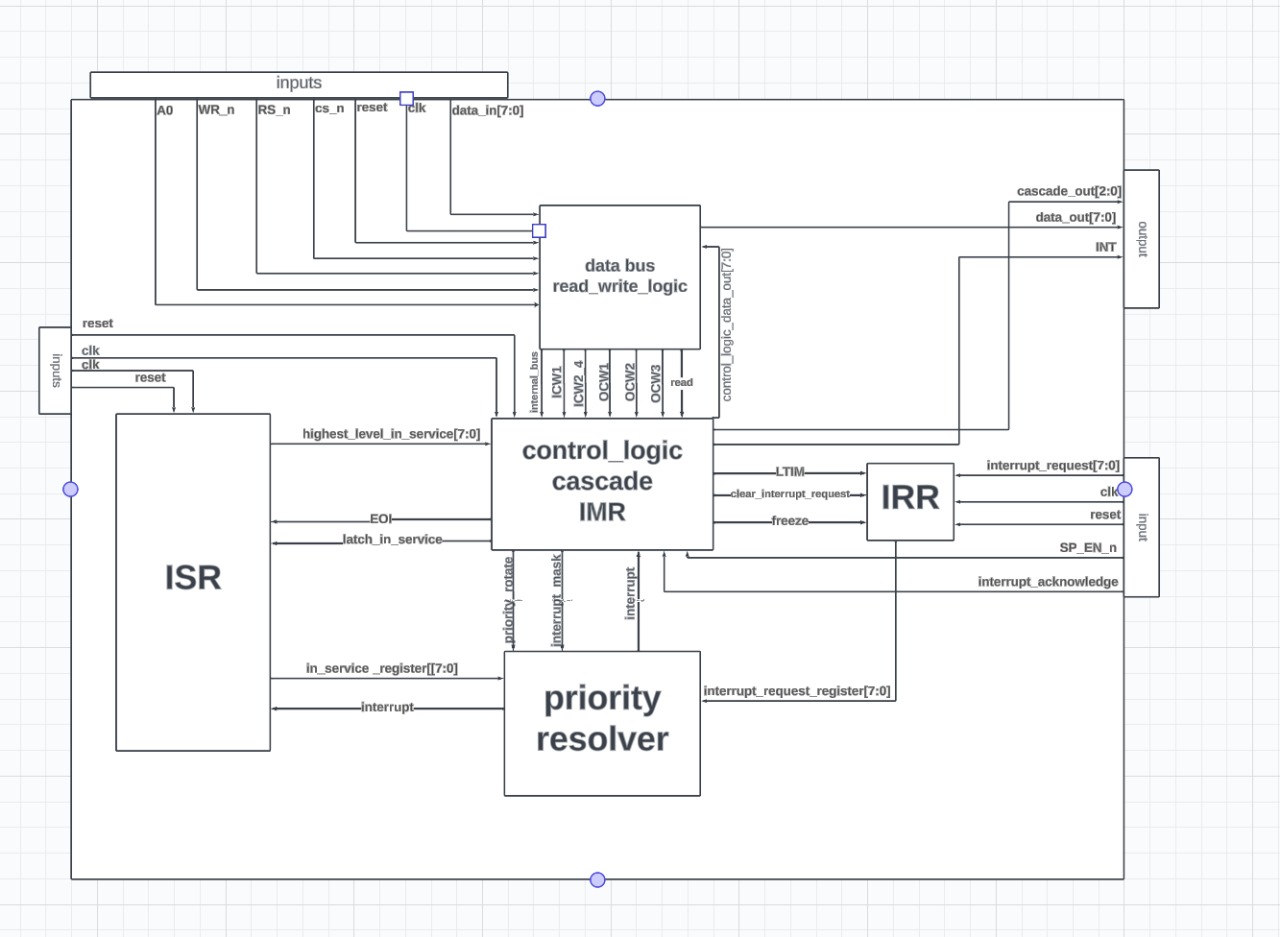 inputs
A0
WR_n
RS_n
cs_n
reset
clk
data_in[7:0]
cascade_out[2:0]
data_out[7:0]
INT
output
data bus
read_write_logic
control_logic_data_out[7:0]
reset
clk
clk
reset
inputs
internal_bus
ICW1
ICW2_4
OCW1
OCW2
OCW3
read
highest_level_in_service[7:0]
control_logic
cascade
IMR
LTIM
clear_interrupt_request
freeze
IRR
interrupt_request[7:0]
clk
reset
SP_EN_n
interrupt_acknowledge
input
EOI
latch_in_service
ISR
priority_rotate
interrupt_mask
interrupt
in_service _register[[7:0]
interrupt
priority
resolver
interrupt_request_register[7:0]